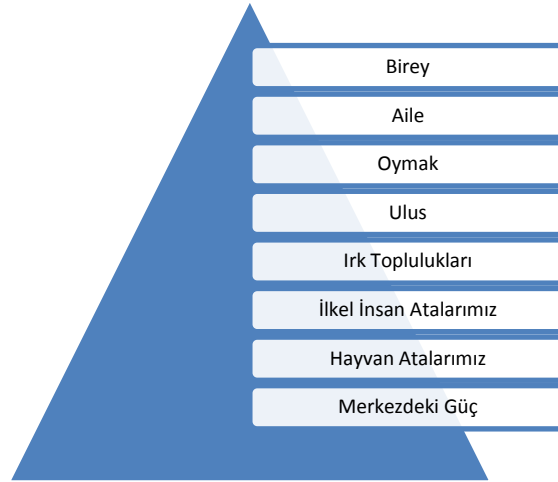 Birey
Aile
Oymak
Ulus
Irk Toplulukları
İlkel İnsan Atalarımız
Hayvan Atalarımız
Merkezdeki Güç